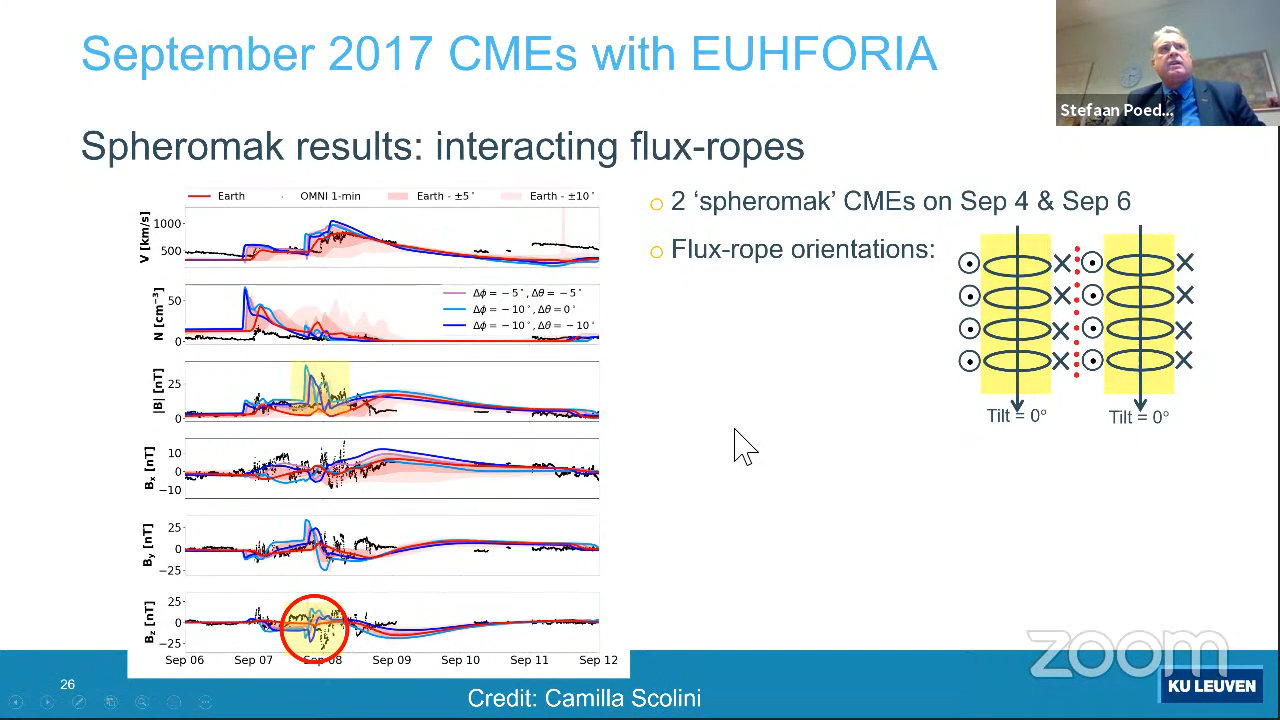 September 2017 CMEs with EUHFORIA
Stefaan Poed...
Spheromak results: interacting flux-ropes
Earth OMNI 1-min Earth - ±5° Earth - ±10°
V [km/s]
1000
500
N [cm⁻³]
50
0
Δϕ = −5°, Δθ = −5°
Δϕ = −10°, Δθ = 0°
Δϕ = −10°, Δθ = −10°
|B| [nT]
25
0
Bx [nT]
10
0
−10
By [nT]
25
0
−25
Bz [nT]
25
0
−25
Sep 06 Sep 07 Sep 08 Sep 09 Sep 10 Sep 11 Sep 12
2 ‘spheromak’ CMEs on Sep 4 & Sep 6
Flux-rope orientations:
Tilt = 0° Tilt = 0°
zoom
26
Credit: Camilla Scolini
KU LEUVEN